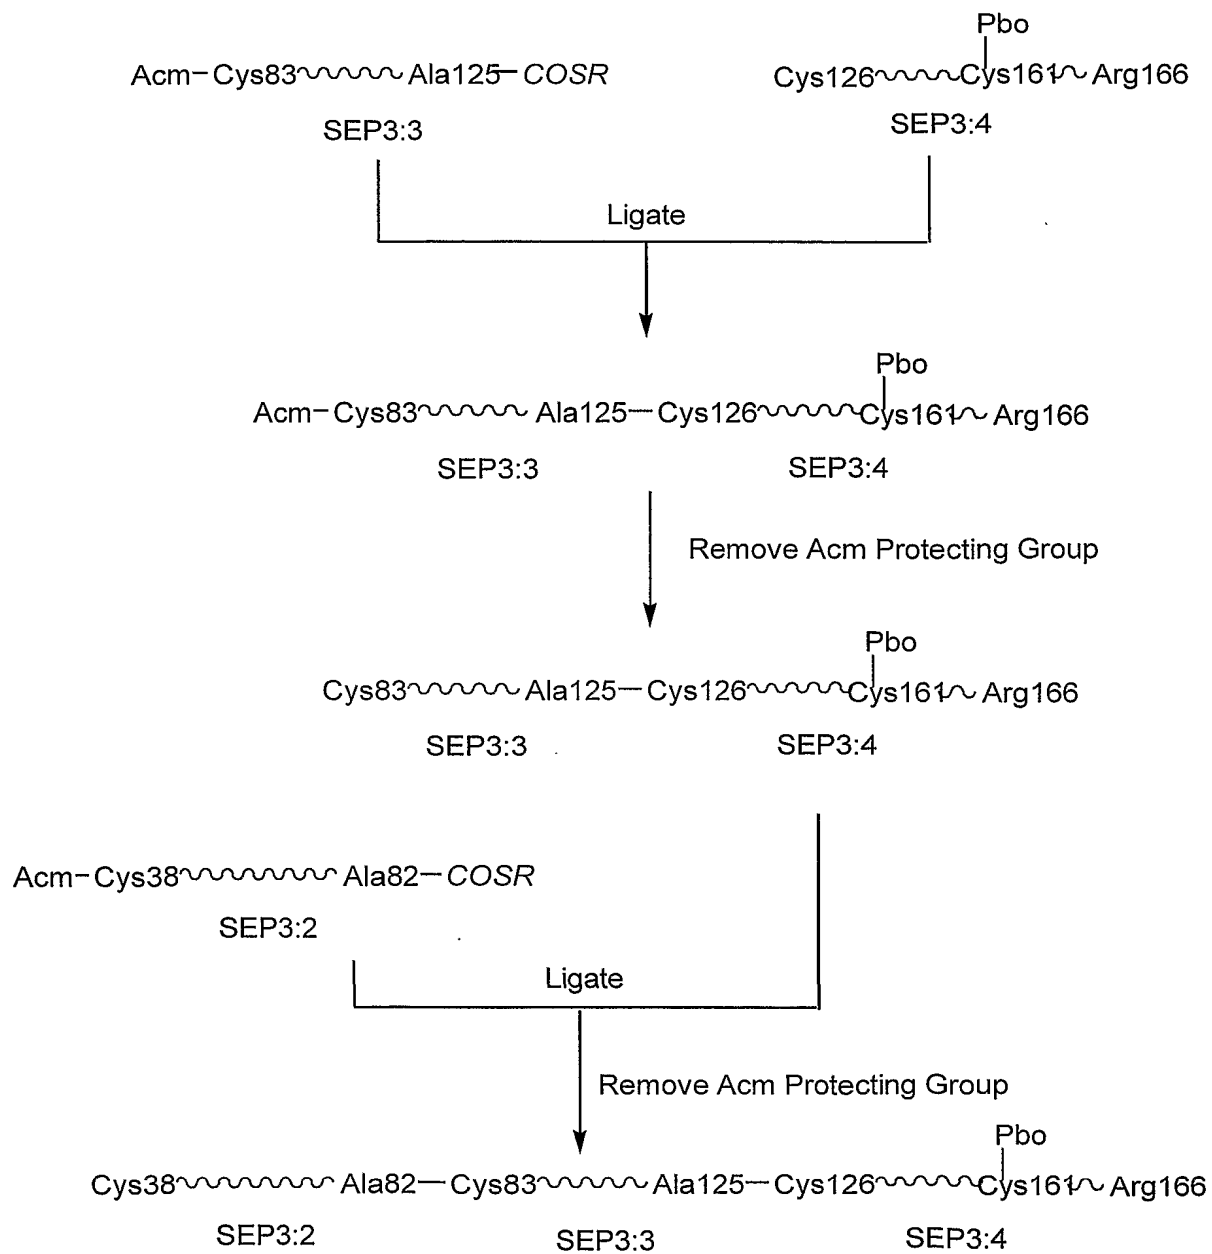 Pbo
Acm–Cys83 Ala125–COSR Cys126 Cys161 Arg166
SEP3:3 SEP3:4
Ligate
Pbo
Acm–Cys83 Ala125–Cys126 Cys161 Arg166
SEP3:3 SEP3:4
Remove Acm Protecting Group
Pbo
Cys83 Ala125–Cys126 Cys161 Arg166
SEP3:3 SEP3:4
Acm–Cys38 Ala82–COSR
SEP3:2
Ligate
Remove Acm Protecting Group
Pbo
Cys38 Ala82–Cys83 Ala125–Cys126 Cys161 Arg166
SEP3:2 SEP3:3 SEP3:4